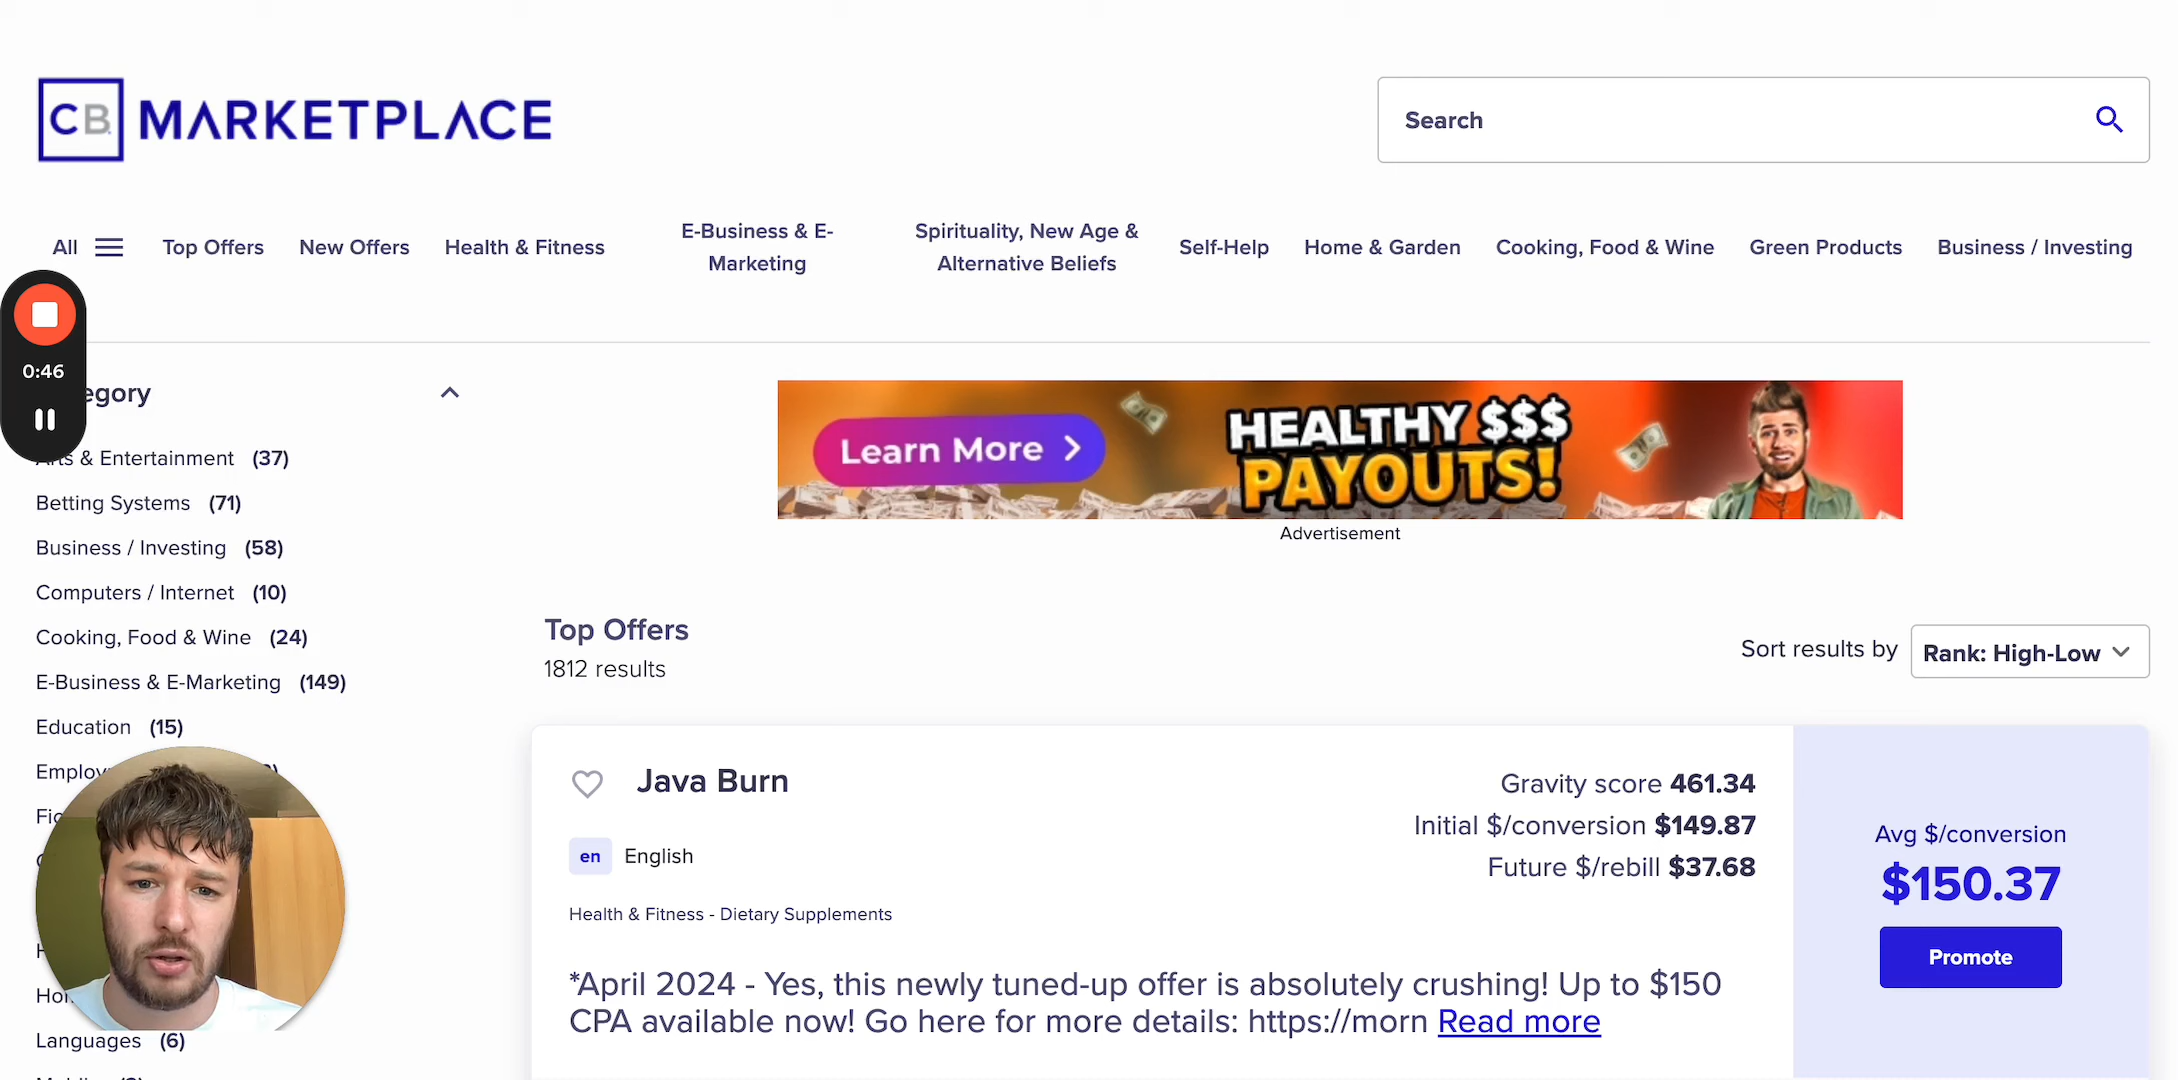 CB MARKETPLACE
Search
All
Top Offers
New Offers
Health & Fitness
E-Business & E-
Marketing
Spirituality, New Age &
Alternative Beliefs
Self-Help
Home & Garden
Cooking, Food & Wine
Green Products
Business / Investing
0:46
egory
& Entertainment (37)
Betting Systems (71)
Business / Investing (58)
Computers / Internet (10)
Cooking, Food & Wine (24)
E-Business & E-Marketing (149)
Education (15)
Languages (6)
Learn More
HEALTHY $$$
PAYOUTS!
Advertisement
Top Offers
1812 results
Sort results by
Rank: High-Low
Java Burn
en English
Health & Fitness - Dietary Supplements
Gravity score 461.34
Initial $/conversion $149.87
Future $/rebill $37.68
*April 2024 - Yes, this newly tuned-up offer is absolutely crushing! Up to $150
CPA available now! Go here for more details: https://morn Read more
Avg $/conversion
$150.37
Promote